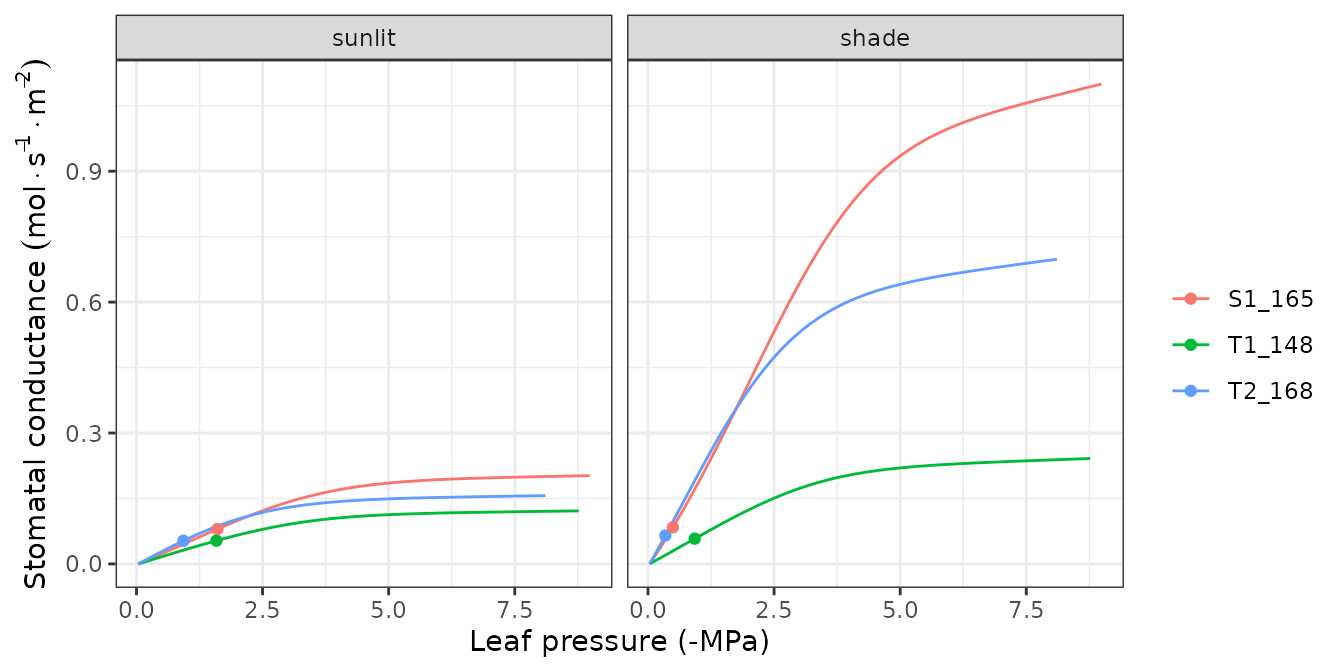 sunlit
shade
Stomatal conductance (mol·s⁻¹·m⁻²)
0.9
0.6
0.3
0.0
0.0 2.5 5.0 7.5
0.0 2.5 5.0 7.5
Leaf pressure (-MPa)
S1_165
T1_148
T2_168